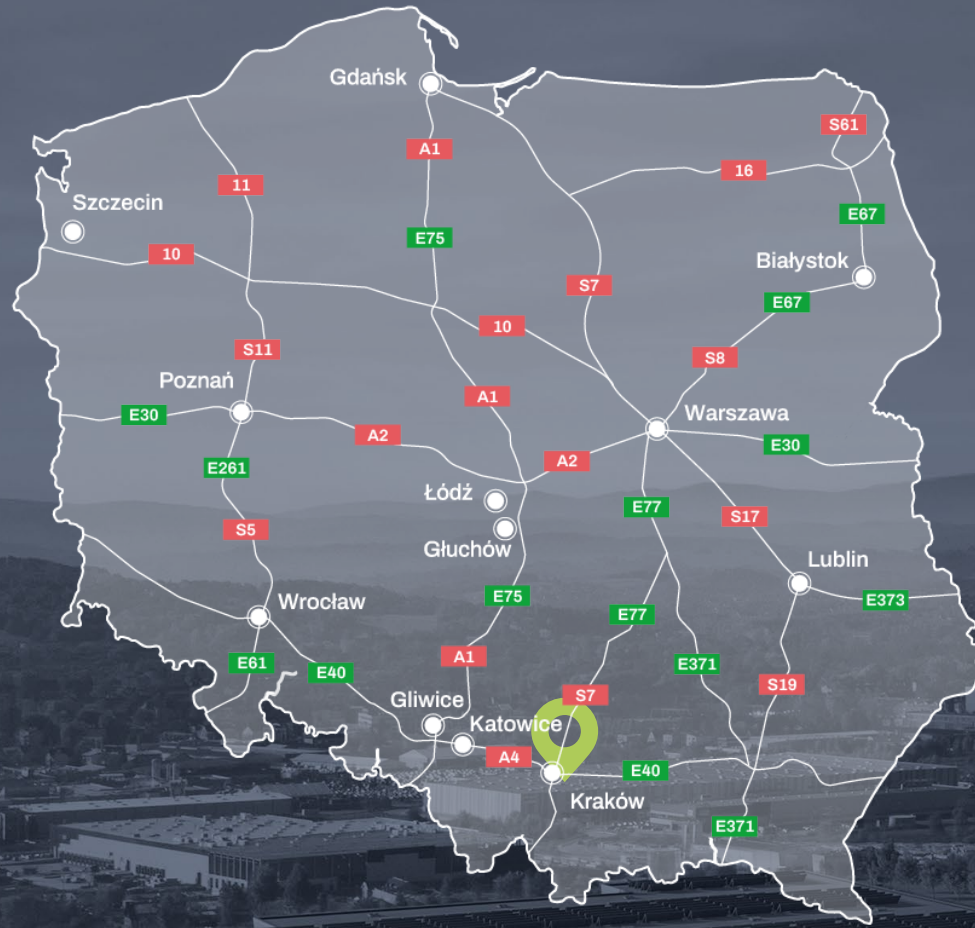 Gdańsk
S61
A1
16
11
Szczecin
E67
E75
10
Białystok
S7
E67
10
S11
S8
Poznań
A1
E30
Warszawa
A2
E30
A2
E261
Łódź
E77
S17
S5
Głuchów
Lublin
E75
E373
Wrocław
E77
A1
E61
E371
E40
S19
Gliwice
S7
Katowice
A4
E40
Kraków
E371